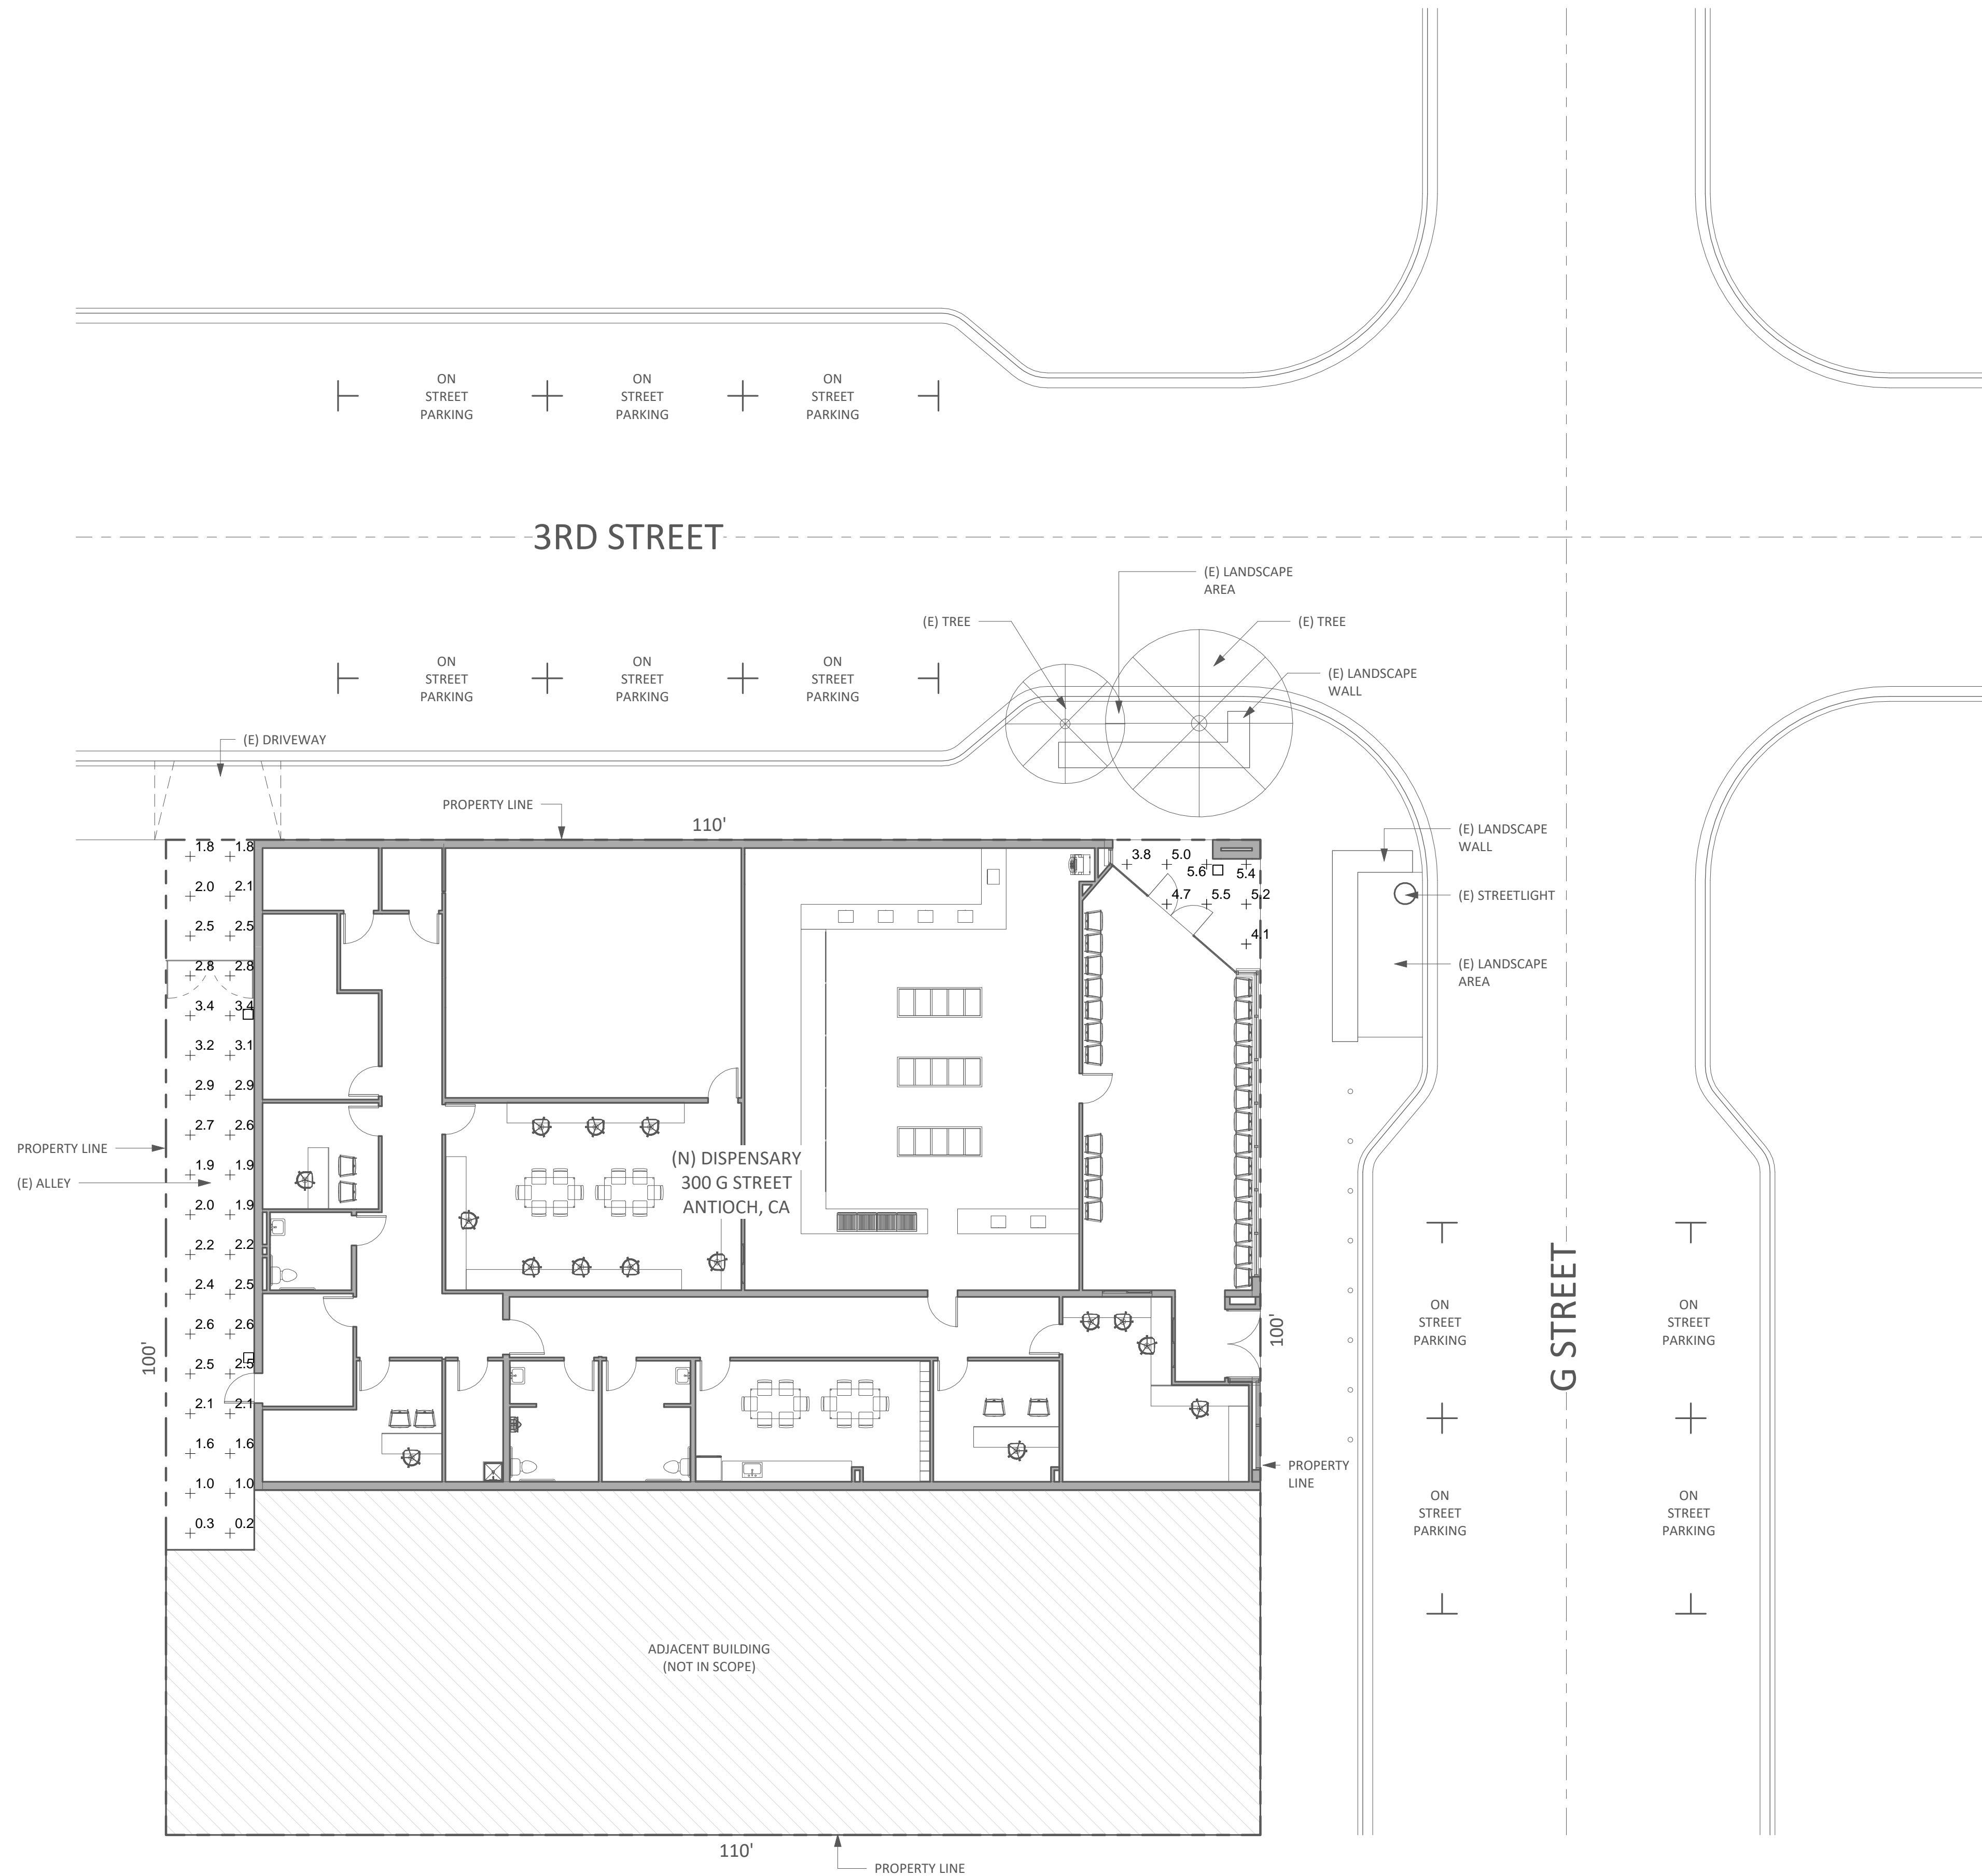 ON
STREET
PARKING
ON
STREET
PARKING
ON
STREET
PARKING
3RD STREET
(E) LANDSCAPE
AREA
(E) TREE
(E) TREE
(E) LANDSCAPE
WALL
ON
STREET
PARKING
ON
STREET
PARKING
ON
STREET
PARKING
(E) DRIVEWAY
PROPERTY LINE
110'
(E) LANDSCAPE
WALL
(E) STREETLIGHT
(E) LANDSCAPE
AREA
3.8 5.0
5.6 5.4
4.7 5.5 5.2
4.1
1.8 1.8
2.0 2.1
2.5 2.5
2.8 2.8
3.4 3.4
3.2 3.1
2.9 2.9
2.7 2.6
1.9 1.9
2.0 1.9
2.2 2.2
2.4 2.5
2.6 2.6
2.5 2.5
2.1 2.1
1.6 1.6
1.0 1.0
0.3 0.2
PROPERTY LINE
(E) ALLEY
(N) DISPENSARY
300 G STREET
ANTIOCH, CA
100'
100'
G STREET
ON
STREET
PARKING
ON
STREET
PARKING
PROPERTY
LINE
ON
STREET
PARKING
ON
STREET
PARKING
ADJACENT BUILDING
(NOT IN SCOPE)
110'
PROPERTY LINE